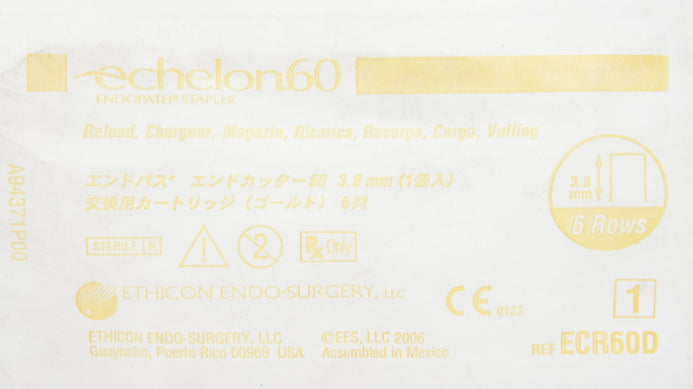 echelon60
ENDOPATH® STAPLER
Reload, Chargeur, Magazin, Ricarica, Recarga, Carga, Vulling
エンドパス® エンドカッター60 3.8 mm (1個入)
交換用カートリッジ (ゴールド) 6列
3.8
mm
6 Rows
STERILE R
2
Rx Only
ETHICON ENDO-SURGERY, LLC
CE 0123
1
ETHICON ENDO-SURGERY, LLC ©EES, LLC 2006
Guaynabo, Puerto Rico 00969 USA Assembled in Mexico
REF ECR60D
A94371P00